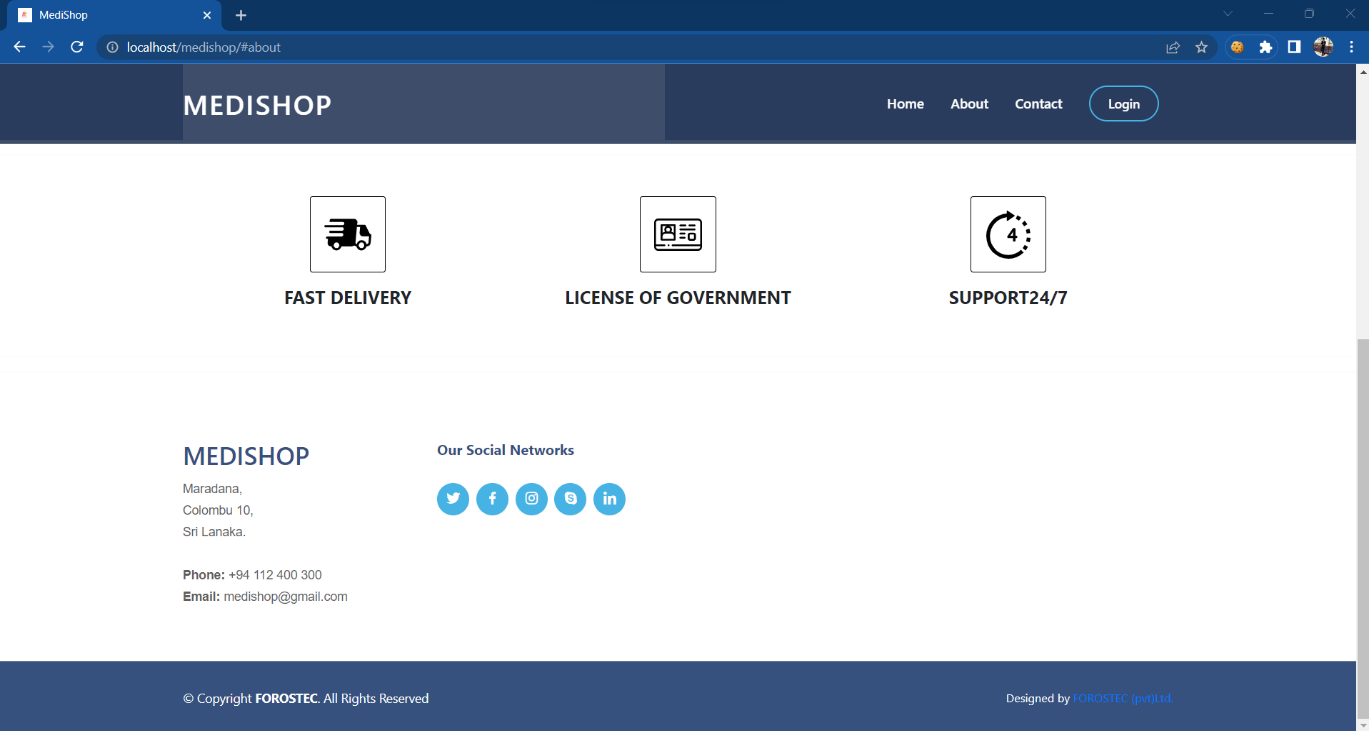 MediShop
localhost/medishop/#about
MEDISHOP
Home About Contact Login
4
FAST DELIVERY LICENSE OF GOVERNMENT SUPPORT24/7
MEDISHOP
Maradana,
Colombu 10,
Sri Lanaka.
Phone: +94 112 400 300
Email: medishop@gmail.com
Our Social Networks
© Copyright FOROSTEC. All Rights Reserved
Designed by FOROSTEC (pvt)Ltd.